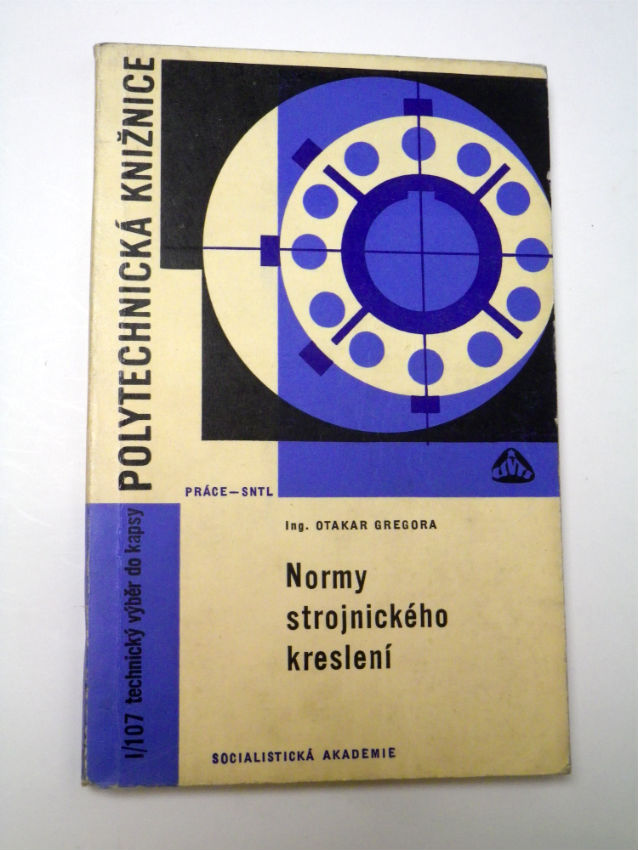 POLYTECHNICKÁ KNIŽNICE
I/107 technický výběr do kapsy
PRÁCE—SNTL
Ing. OTAKAR GREGORA
Normy
strojnického
kreslení
SOCIALISTICKÁ AKADEMIE